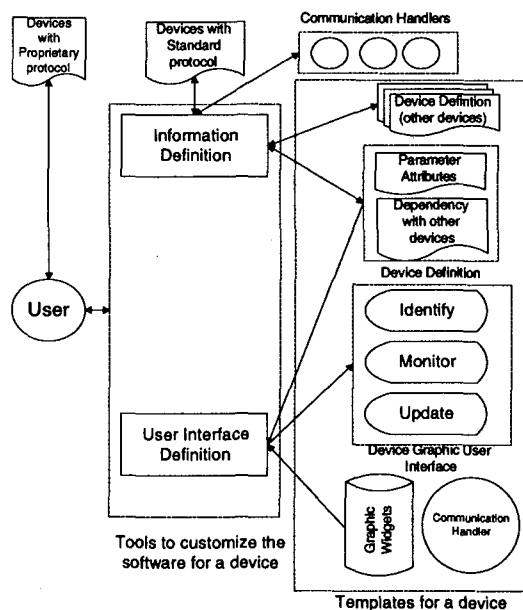 Communication Handlers
Devices
with
Proprietary
protocol
Devices with
Standard
protocol
Information
Definition
Device Defintion
(other devices)
Parameter
Attributes
Dependency
with other
devices
Device Definition
User
Identify
Monitor
Update
User Interface
Definition
Device Graphic User
Interface
Graphic
Widgets
Communication
Handler
Tools to customize the
software for a device
Templates for a device